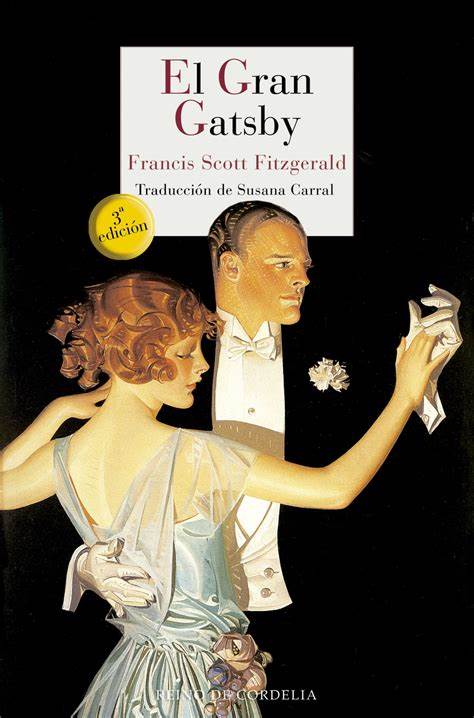 El Gran
Gatsby
Francis Scott Fitzgerald
Traducción de Susana Carral
3ª
edición
REINO DE CORDELIA